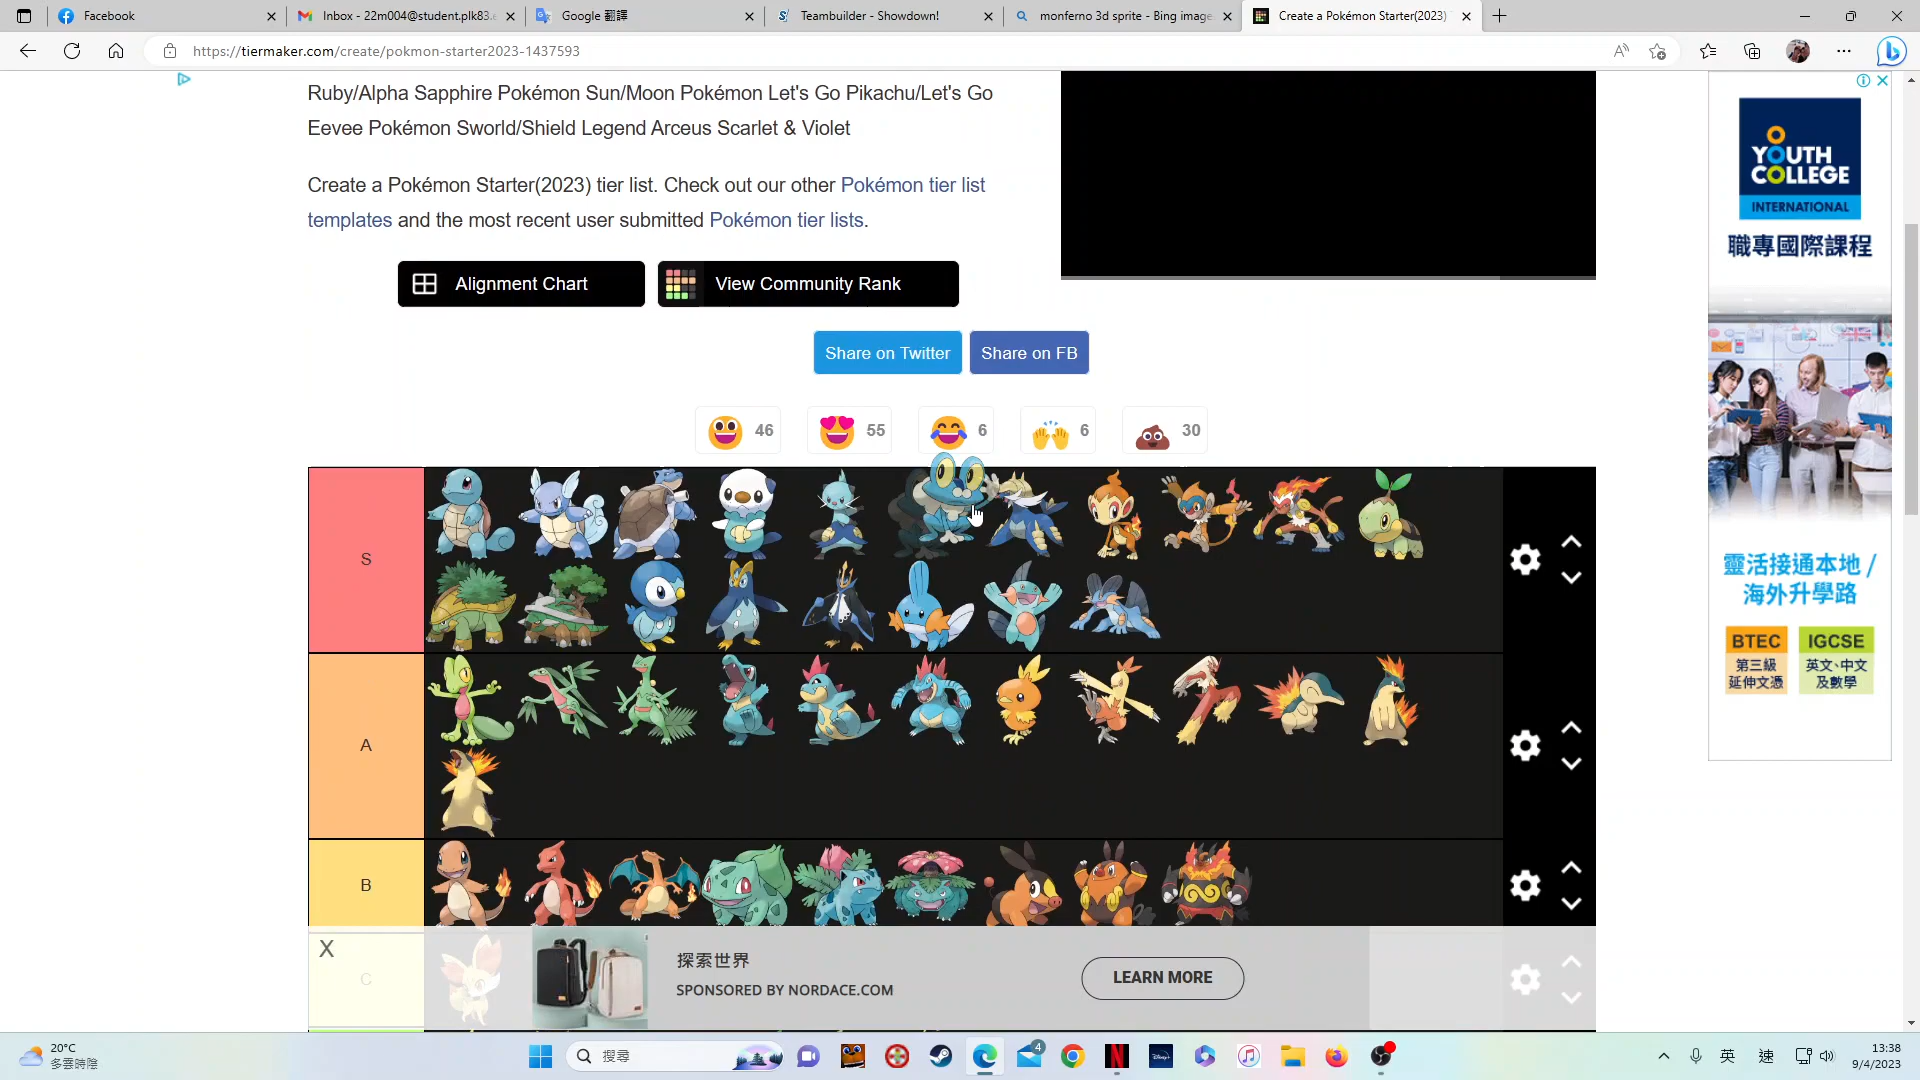 Facebook
Inbox - 22m004@student.plk83.e
Google 翻譯
Teambuilder - Showdown!
monferno 3d sprite - Bing image
Create a Pokémon Starter(2023)
https://tiermaker.com/create/pokmon-starter2023-1437593
Ruby/Alpha Sapphire Pokémon Sun/Moon Pokémon Let's Go Pikachu/Let's Go
Eevee Pokémon Sworld/Shield Legend Arceus Scarlet & Violet
Create a Pokémon Starter(2023) tier list. Check out our other Pokémon tier list
templates and the most recent user submitted Pokémon tier lists.
Alignment Chart
View Community Rank
Share on Twitter
Share on FB
46
55
6
6
30
S
A
B
C
X
探索世界
SPONSORED BY NORDACE.COM
LEARN MORE
YOUTH
COLLEGE
INTERNATIONAL
職專國際課程
靈活接通本地 /
海外升學路
BTEC
第三級
延伸文憑
IGCSE
英文、中文
及數學
20°C
多雲時陰
搜尋
4
英
速
13:38
9/4/2023